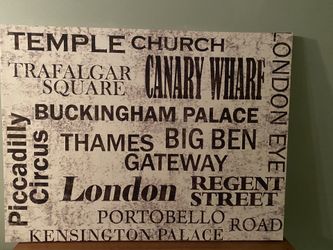 TEMPLE CHURCH
TRAFALGAR
SQUARE
CANARY WHARF
LONDON EYE
BUCKINGHAM PALACE
Piccadilly
Circus
THAMES
BIG BEN
GATEWAY
London
REGENT
STREET
PORTOBELLO
ROAD
KENSINGTON PALACE